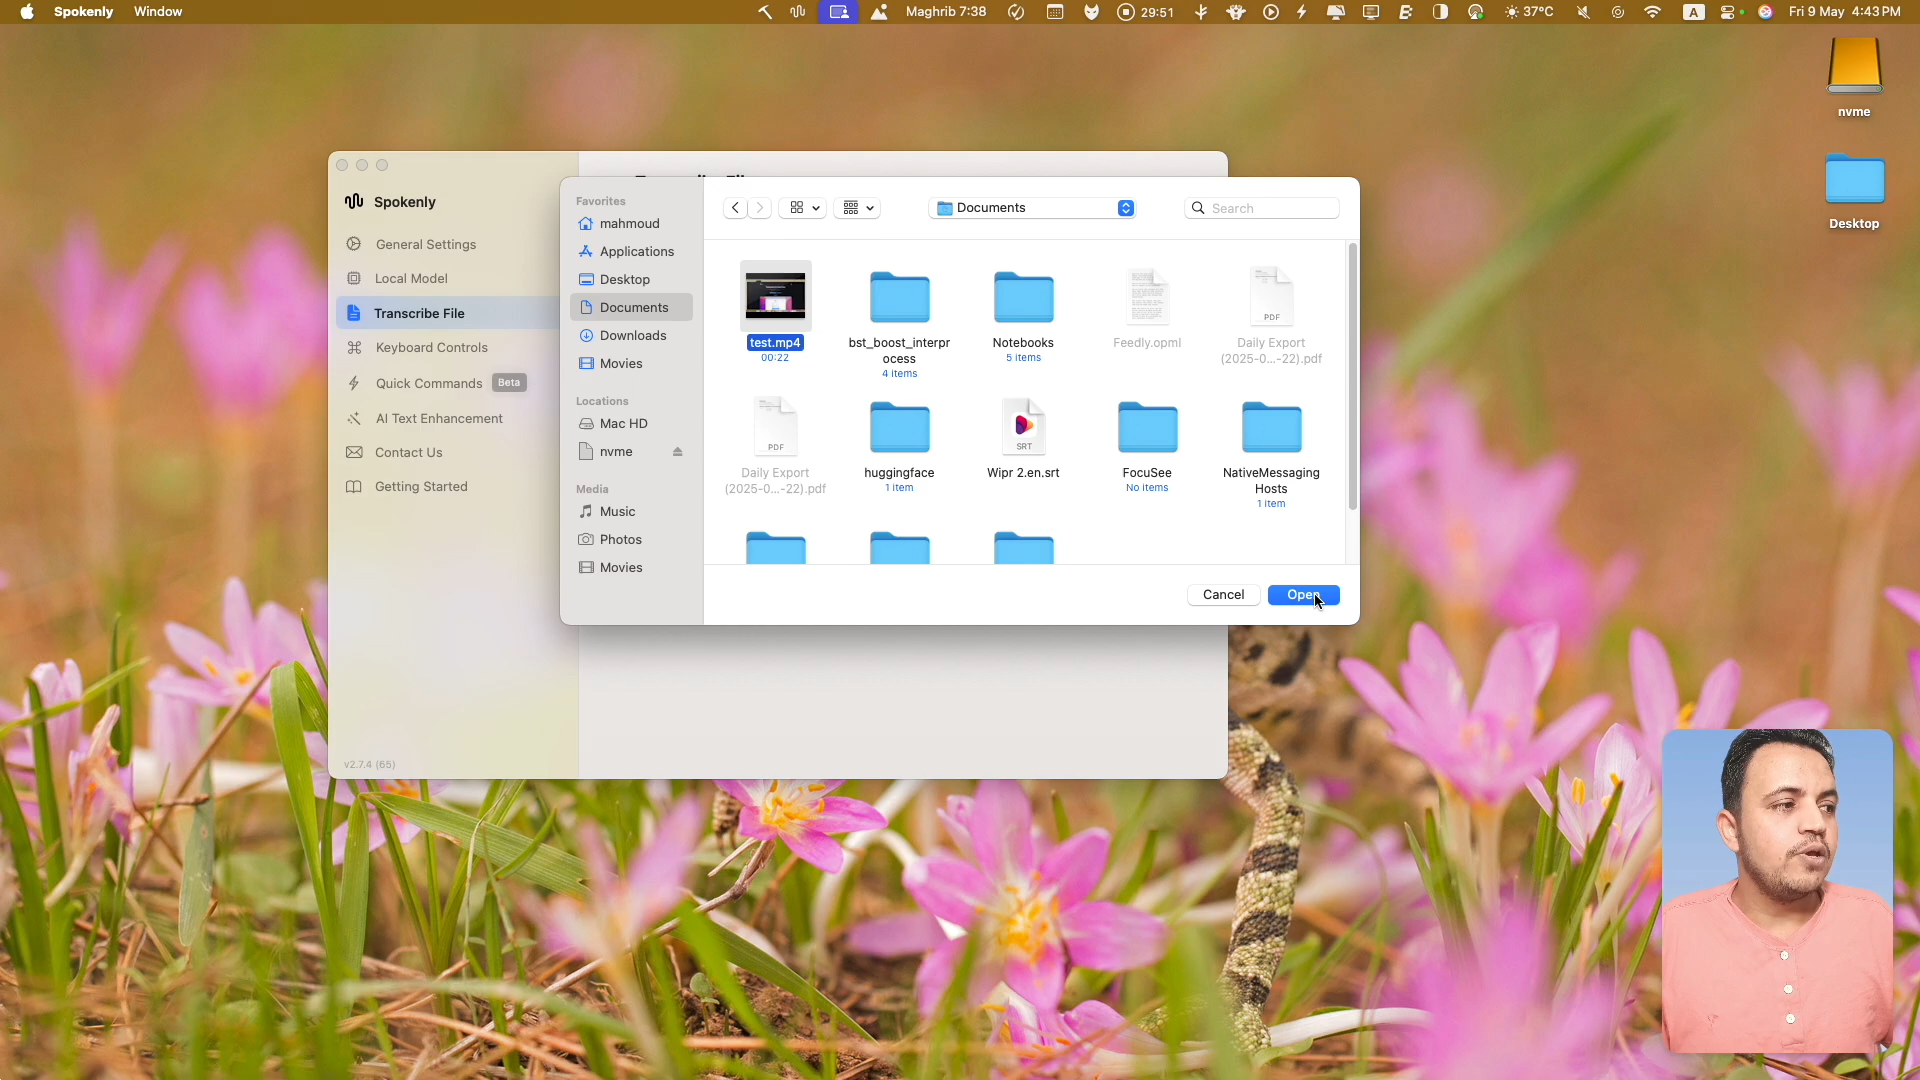 Spokenly
Window
Maghrib 7:38
29:51
37°C
A
Fri 9 May 4:43 PM
nvme
Desktop
Spokenly
General Settings
Local Model
Transcribe File
Keyboard Controls
Quick Commands Beta
AI Text Enhancement
Contact Us
Getting Started
v2.7.4 (65)
Favorites
mahmoud
Applications
Desktop
Documents
Downloads
Movies
Locations
Mac HD
nvme
Media
Music
Photos
Movies
Documents
Search
test.mp4
00:22
bst_boost_interpr
ocess
4 items
Notebooks
5 items
Feedly.opml
PDF
Daily Export
(2025-0...-22).pdf
PDF
Daily Export
(2025-0...-22).pdf
huggingface
1 item
SRT
Wipr 2.en.srt
FocuSee
No items
NativeMessaging
Hosts
1 item
Cancel
Open